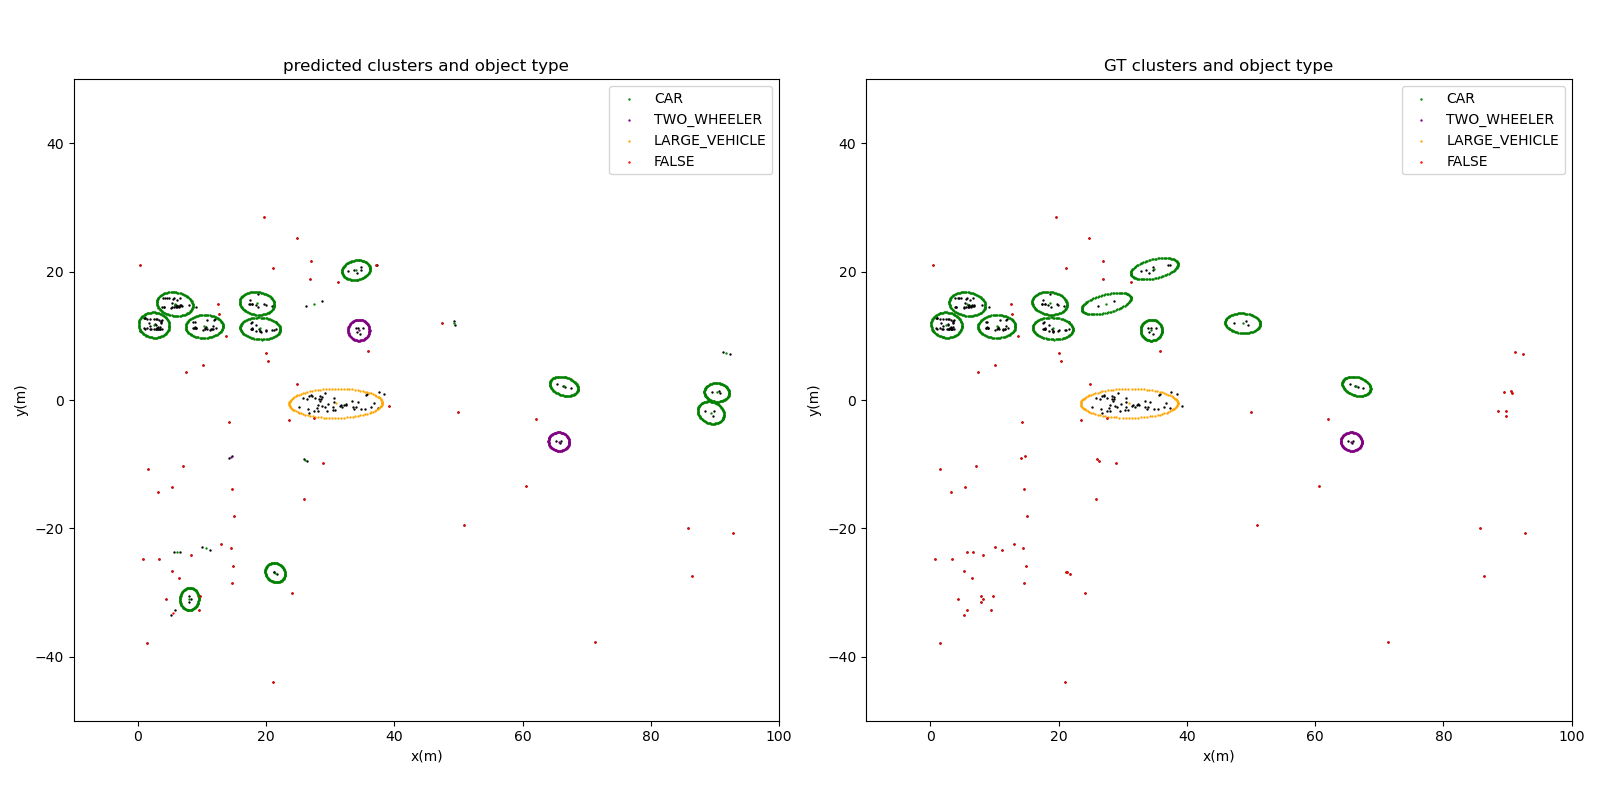 predicted clusters and object type
CAR
TWO_WHEELER
LARGE_VEHICLE
FALSE
40
20
0
−20
−40
y(m)
0 20 40 60 80 100
x(m)
GT clusters and object type
CAR
TWO_WHEELER
LARGE_VEHICLE
FALSE
40
20
0
−20
−40
y(m)
0 20 40 60 80 100
x(m)